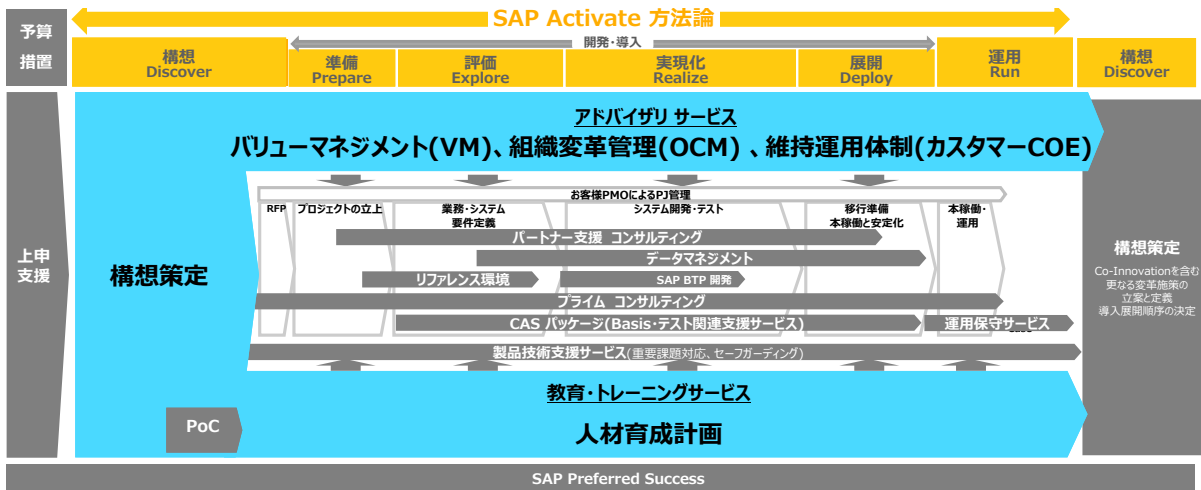 予算
措置
SAP Activate 方法論
開発・導入
構想
Discover
準備
Prepare
評価
Explore
実現化
Realize
展開
Deploy
運用
Run
構想
Discover
上申
支援
アドバイザリ サービス
バリューマネジメント(VM)、組織変革管理(OCM) 、維持運用体制(カスタマーCOE)
お客様PMOによるPJ管理
RFP
プロジェクトの立上
業務・システム
要件定義
システム開発・テスト
移行準備
本稼働と安定化
本稼働・
運用
構想策定
パートナー支援 コンサルティング
データマネジメント
リファレンス環境
SAP BTP 開発
プライム コンサルティング
CAS パッケージ(Basis・テスト関連支援サービス)
運用保守サービス
製品技術支援サービス(重要課題対応、セーフガーディング)
構想策定
Co-Innovationを含む
更なる変革施策の
立案と定義
導入展開順序の決定
教育・トレーニングサービス
人材育成計画
PoC
SAP Preferred Success